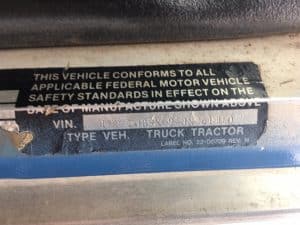 THIS VEHICLE CONFORMS TO ALL
APPLICABLE FEDERAL MOTOR VEHICLE
SAFETY STANDARDS IN EFFECT ON THE
DATE OF MANUFACTURE SHOWN ABOVE
VIN.
TYPE VEH. TRUCK TRACTOR
LABEL NO.